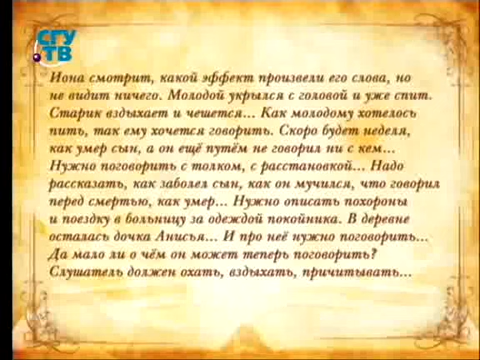 СГУ
ТВ
Иона смотрит, какой эффект произвели его слова, но
не видит ничего. Молодой укрылся с головой и уже спит.
Старик вздыхает и чешется... Как молодому хотелось
пить, так ему хочется говорить. Скоро будет неделя,
как умер сын, а он ещё путём не говорил ни с кем...
Нужно поговорить с толком, с расстановкой... Надо
рассказать, как заболел сын, как он мучился, что говорил
перед смертью, как умер... Нужно описать похороны
и поездку в больницу за одеждой покойника. В деревне
осталась дочка Анисья... И про неё нужно поговорить...
Да мало ли о чём он может теперь поговорить?
Слушатель должен охать, вздыхать, причитывать...